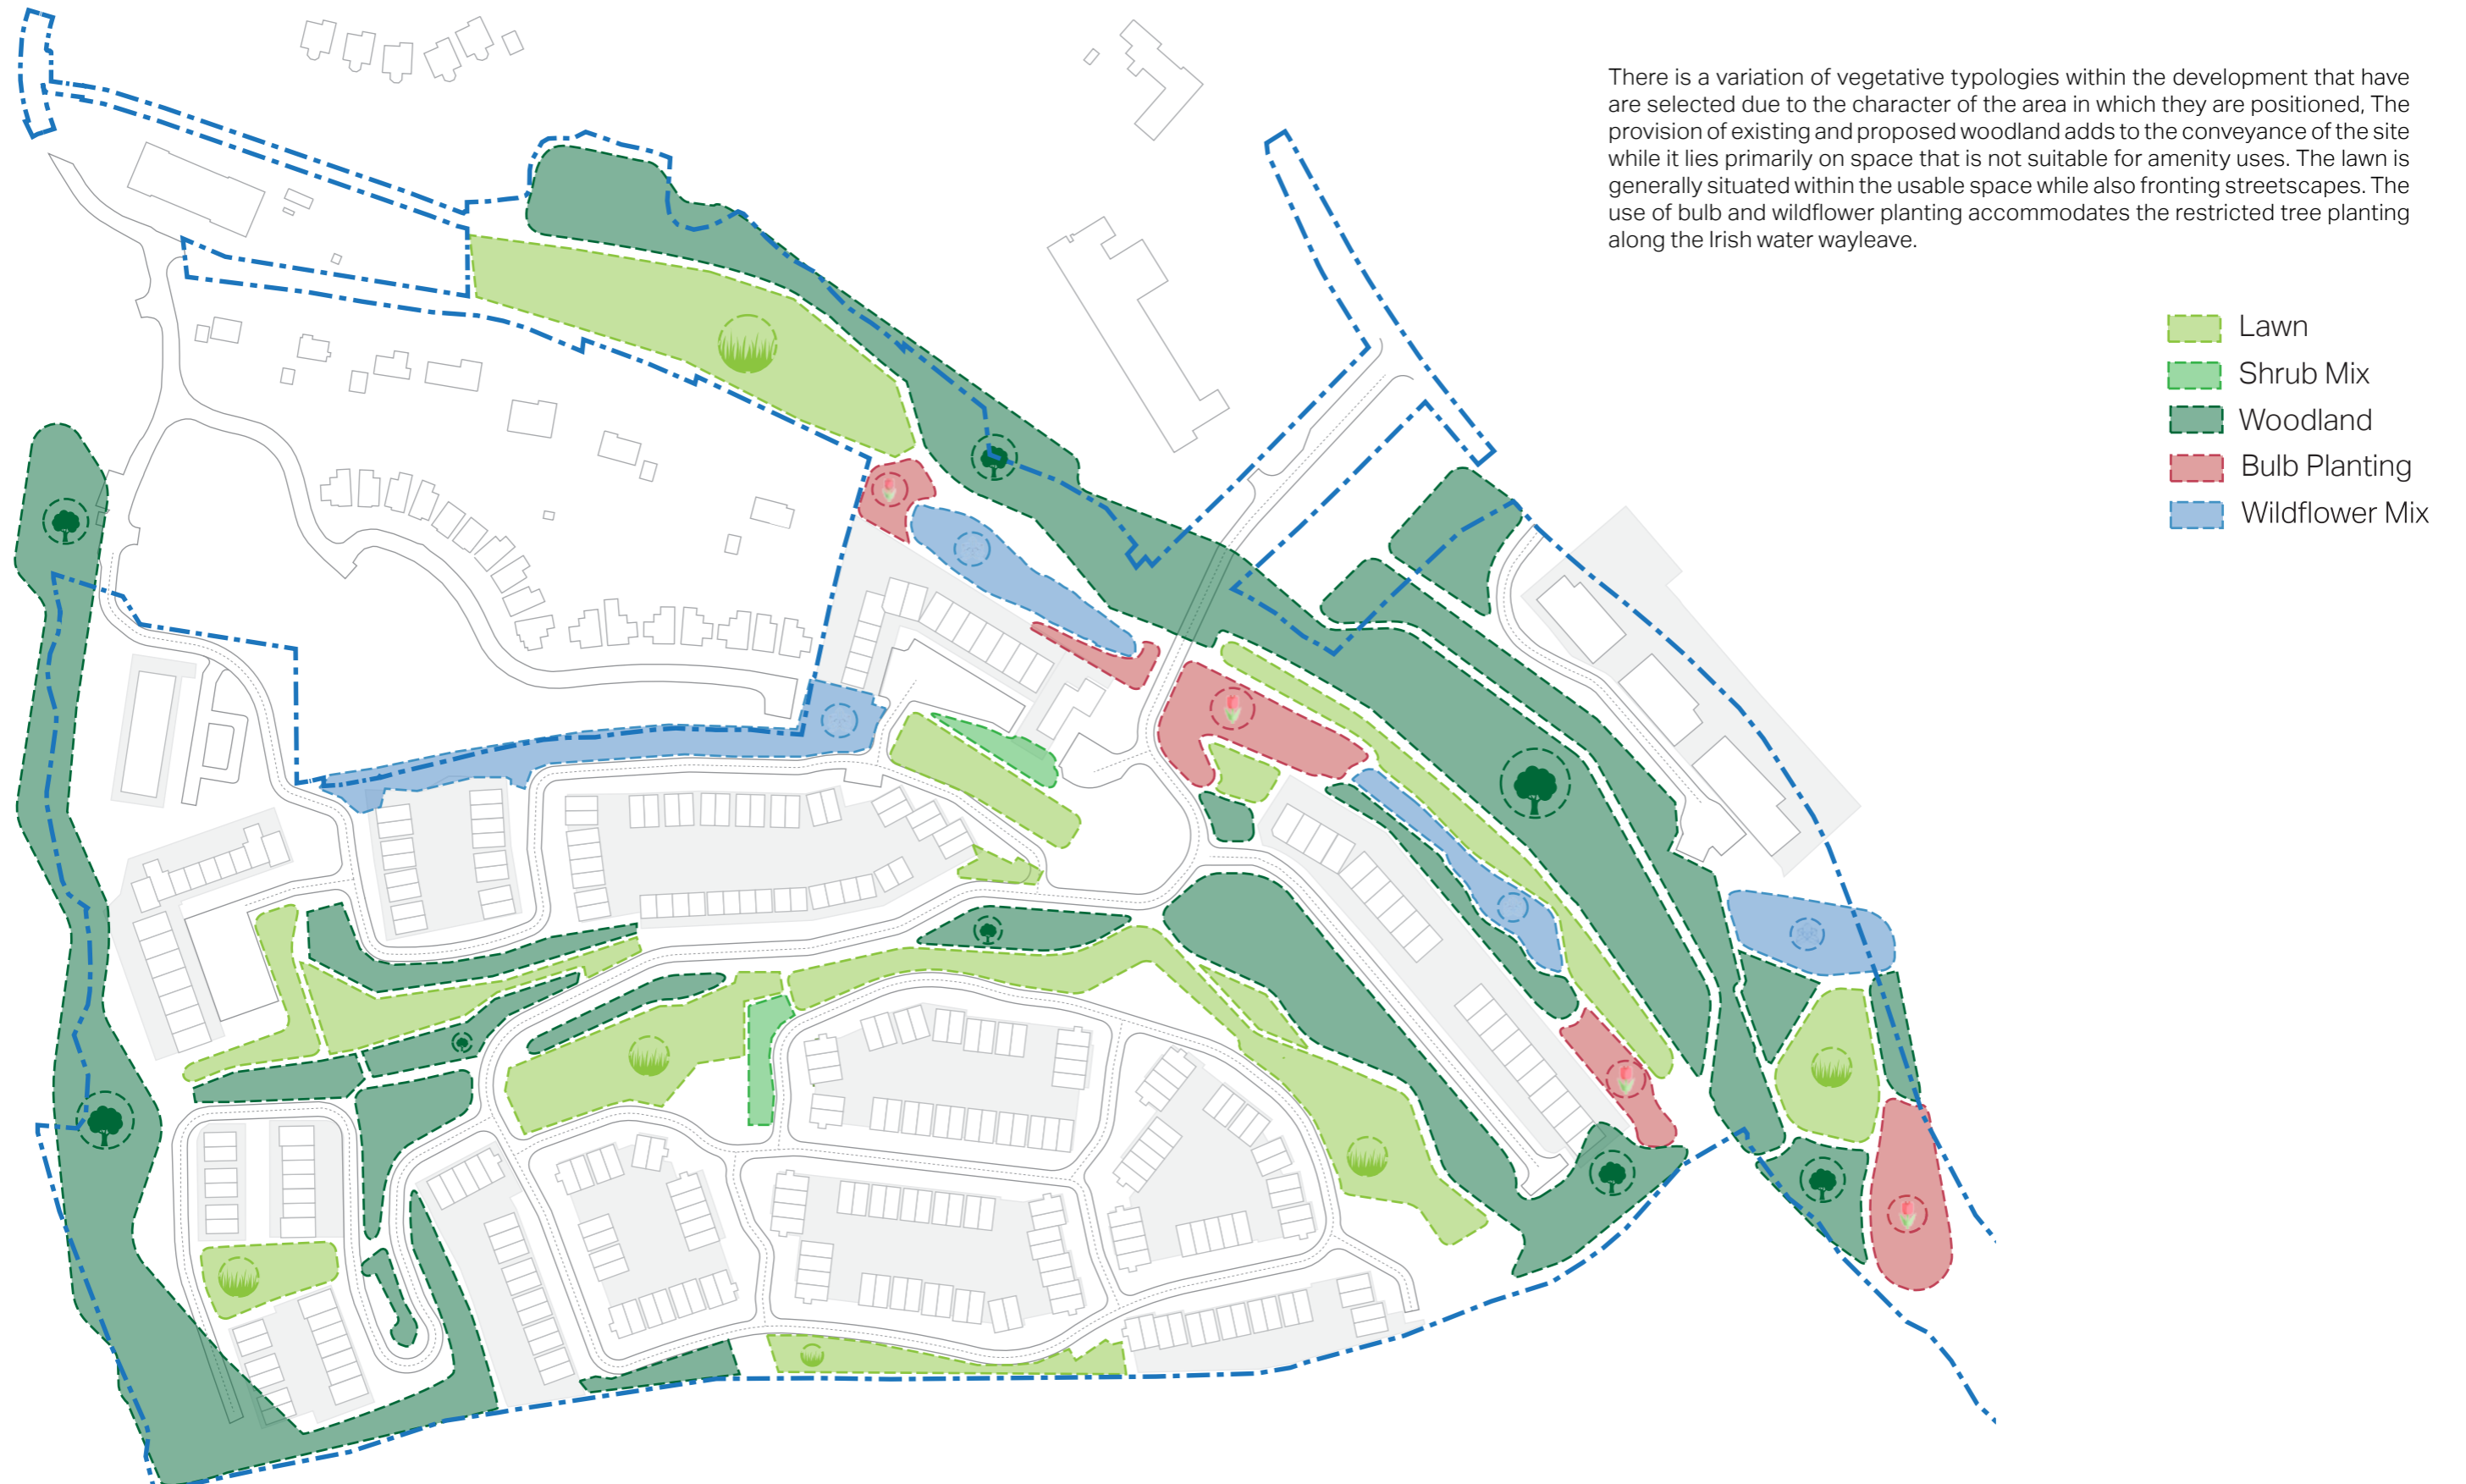 There is a variation of vegetative typologies within the development that have
are selected due to the character of the area in which they are positioned, The
provision of existing and proposed woodland adds to the conveyance of the site
while it lies primarily on space that is not suitable for amenity uses. The lawn is
generally situated within the usable space while also fronting streetscapes. The
use of bulb and wildflower planting accommodates the restricted tree planting
along the Irish water wayleave.
Lawn
Shrub Mix
Woodland
Bulb Planting
Wildflower Mix